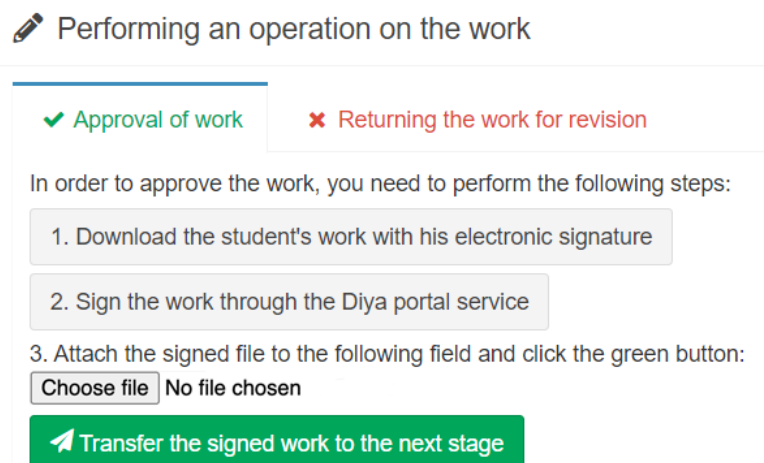 Performing an operation on the work
Approval of work
Returning the work for revision
In order to approve the work, you need to perform the following steps:
1. Download the student's work with his electronic signature
2. Sign the work through the Diya portal service
3. Attach the signed file to the following field and click the green button:
Choose file No file chosen
Transfer the signed work to the next stage